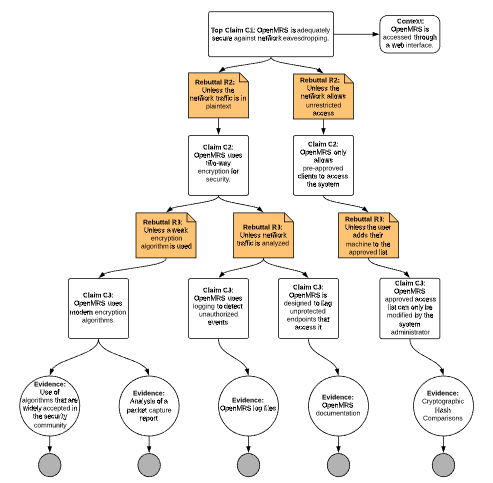 Top Claim C1: OpenMRS is adequately
secure against network eavesdropping.
Context:
OpenMRS is
accessed through
a web interface.
Rebuttal R2:
Unless the
network traffic is in
plaintext
Rebuttal R2:
Unless the
network allows
unrestricted
access
Claim C2:
OpenMRS uses
two-way
encryption for
security.
Claim C2:
OpenMRS only
allows
pre-approved
clients to access
the system
Rebuttal R3:
Unless a weak
encryption
algorithm is used
Rebuttal R3:
Unless network
traffic is analyzed
Rebuttal R3:
Unless the user
adds their
machine to the
approved list
Claim C3:
OpenMRS uses
modern encryption
algorithms.
Claim C3:
OpenMRS uses
logging to detect
unauthorized
events
Claim C3:
OpenMRS is
designed to log
unprotected
endpoints that
access it
Claim C3:
OpenMRS
approved access
list can only be
modified by the
system
administrator
Evidence:
Use of
algorithms that are
widely accepted in
the security
community
Evidence:
Analysis of a
packet capture
report
Evidence:
OpenMRS log files
Evidence:
OpenMRS
documentation
Evidence:
Cryptographic
Hash
Comparisons